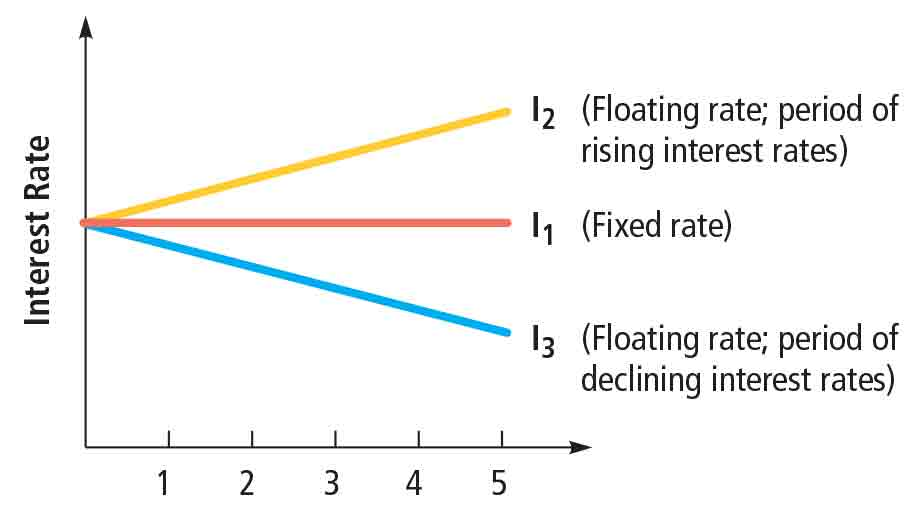 Interest Rate
I2 (Floating rate; period of
rising interest rates)
I1 (Fixed rate)
I3 (Floating rate; period of
declining interest rates)
1 2 3 4 5